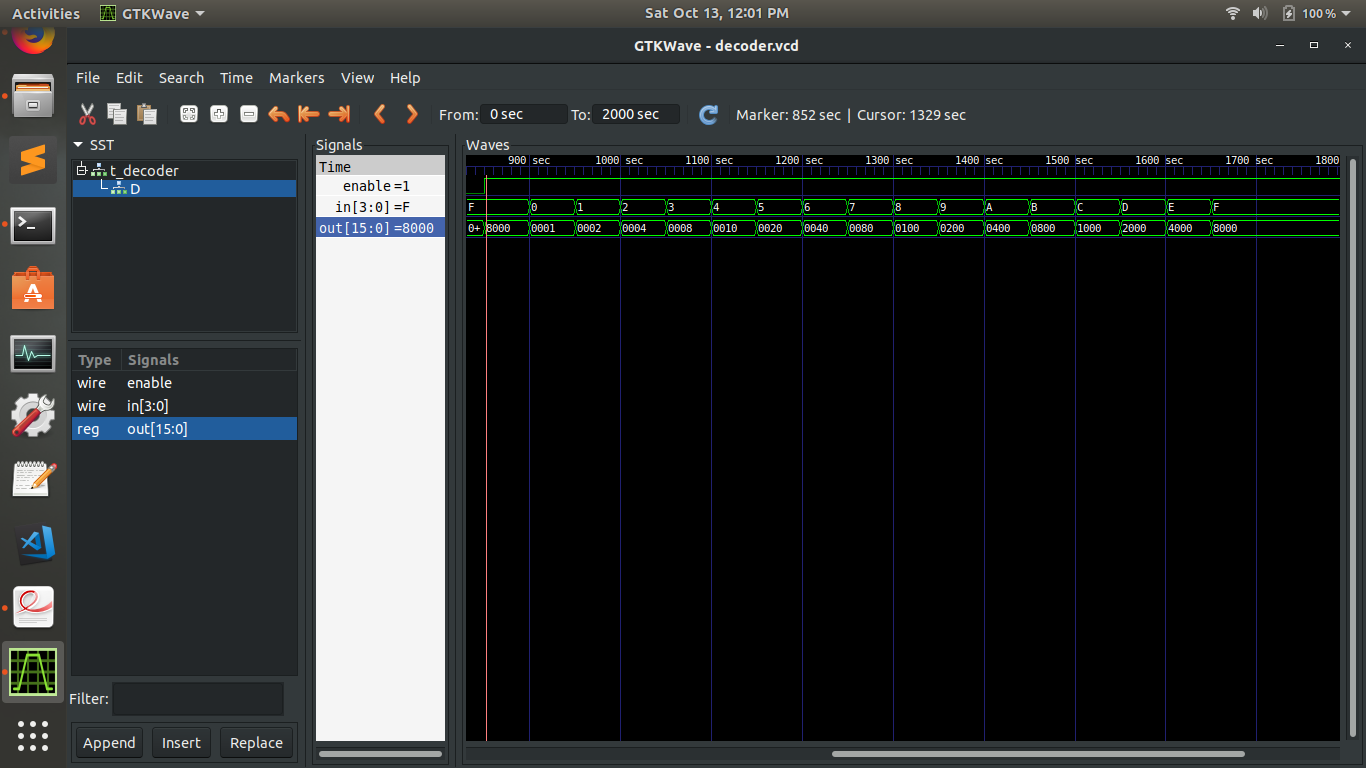 Activities GTKWave Sat Oct 13, 12:01 PM 100 %
GTKWave - decoder.vcd
File Edit Search Time Markers View Help
From: 0 sec To: 2000 sec Marker: 852 sec | Cursor: 1329 sec
SST
t_decoder
D
Type Signals
wire enable
wire in[3:0]
reg out[15:0]
Filter:
Append Insert Replace
Signals
Time
enable =1
in[3:0] =F
out[15:0] =8000
Waves
900 sec 1000 sec 1100 sec 1200 sec 1300 sec 1400 sec 1500 sec 1600 sec 1700 sec 1800
F 0 1 2 3 4 5 6 7 8 9 A B C D E F
0+ 8000 0001 0002 0004 0008 0010 0020 0040 0080 0100 0200 0400 0800 1000 2000 4000 8000